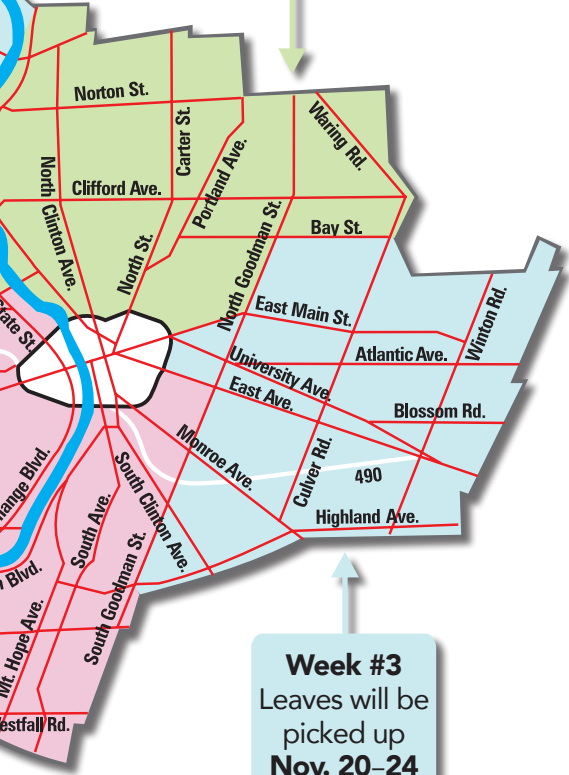 Norton St.
Carter St.
Waring Rd.
Portland Ave.
North
Clinton Ave.
Clifford Ave.
North St.
North Goodman St.
Bay St.
State St.
East Main St.
Winton Rd.
University Ave.
Atlantic Ave.
East Ave.
Blossom Rd.
Monroe Ave.
Culver Rd.
490
South Clinton Ave.
Highland Ave.
South Ave.
South Goodman St.
Blvd.
Mt. Hope Ave.
Rd.
Week #3
Leaves will be
picked up
Nov. 20–24